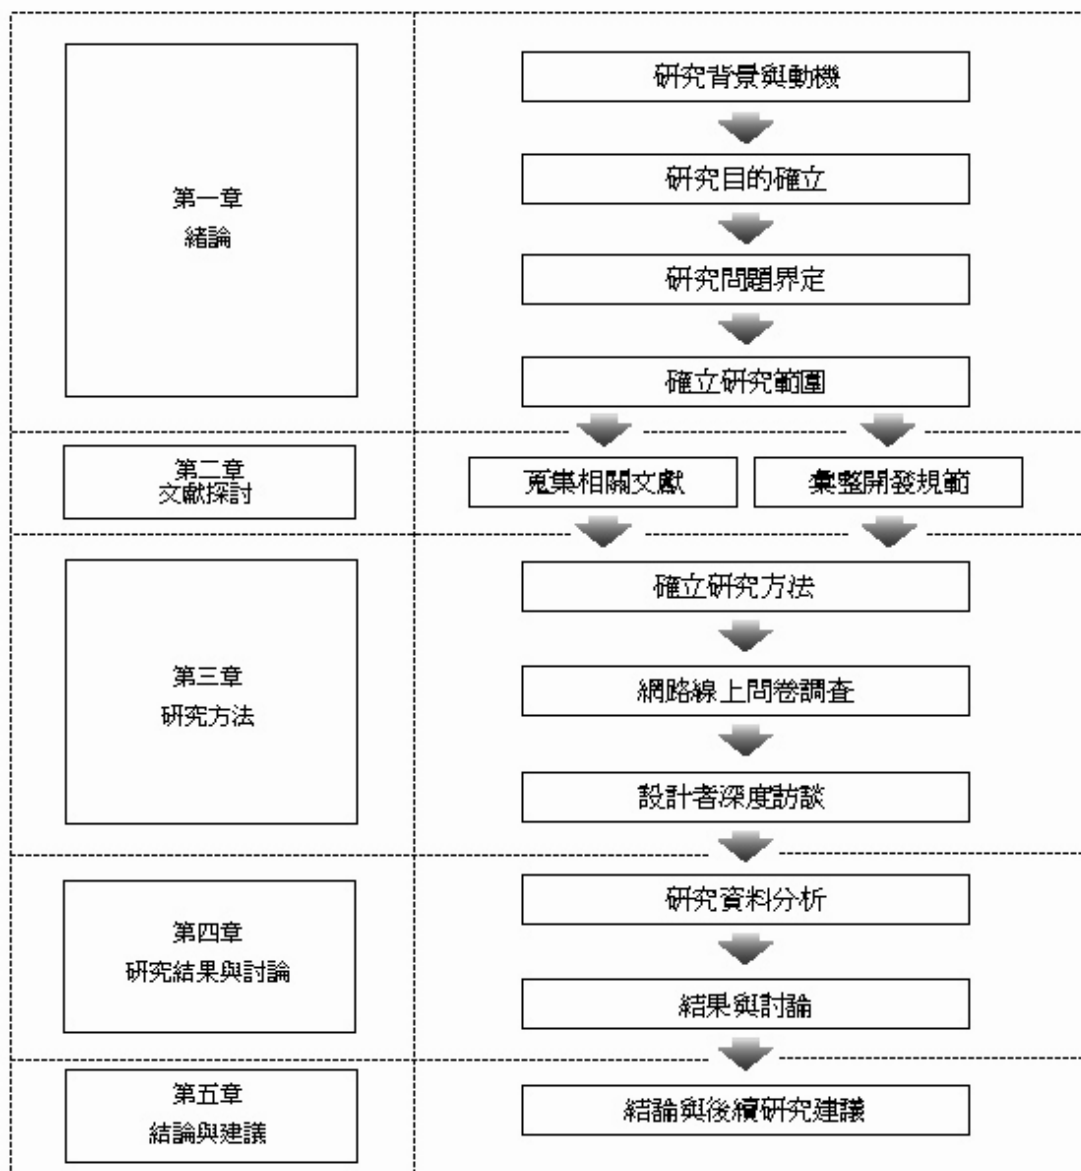 第一章
緒論
研究背景與動機
研究目的確立
研究問題界定
確立研究範圍
第二章
文獻探討
蒐集相關文獻
彙整開發規範
第三章
研究方法
確立研究方法
網路線上問卷調查
設計者深度訪談
第四章
研究結果與討論
研究資料分析
結果與討論
第五章
結論與建議
結論與後續研究建議